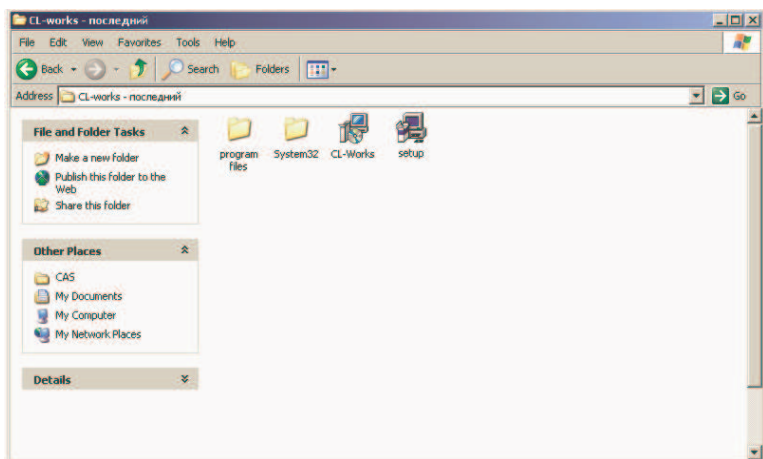 CL-works - последний
File Edit View Favorites Tools Help
Back Search Folders
Address CL-works - последний Go
File and Folder Tasks
Make a new folder
Publish this folder to the
Web
Share this folder
Other Places
CAS
My Documents
My Computer
My Network Places
Details
program
files
System32
CL-Works
setup